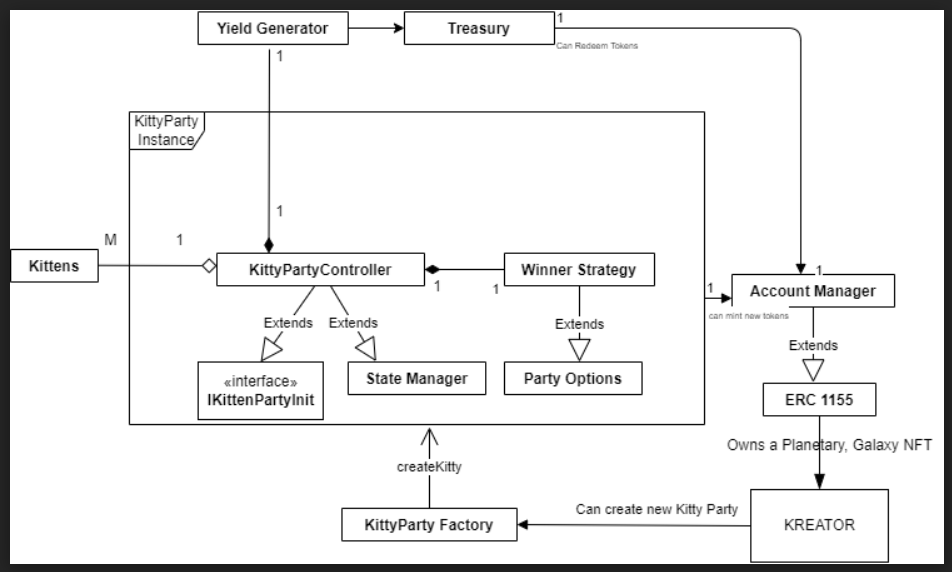 Yield Generator
Treasury
1
Can Redeem Tokens
1
KittyParty
Instance
1
M
1
Kittens
KittyPartyController
Winner Strategy
1
1
1
1
Account Manager
can mint new tokens
Extends
Extends
Extends
Extends
«interface»
IKittenPartyInit
State Manager
Party Options
ERC 1155
Owns a Planetary, Galaxy NFT
createKitty
KittyParty Factory
Can create new Kitty Party
KREATOR